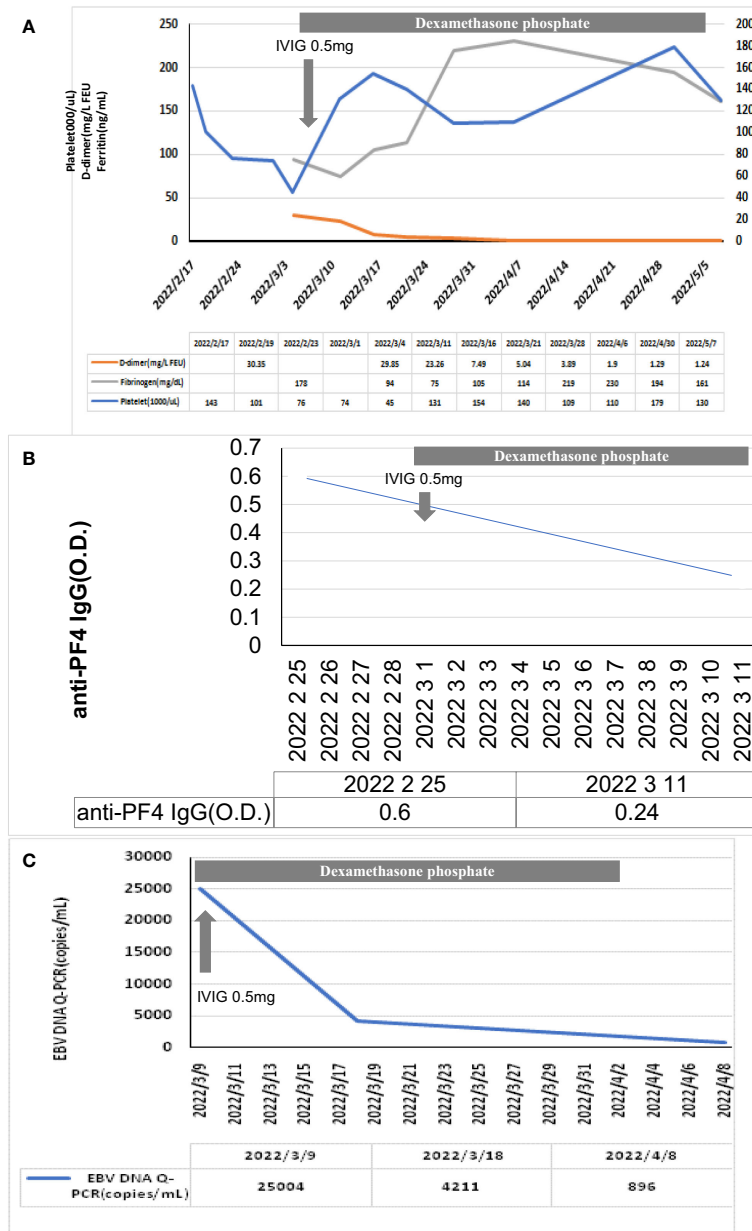 A
Dexamethasone phosphate
IVIG 0.5mg
Platelet000/uL)
D-dimer(mg/L FEU
Ferritin(ng/mL)
250
200
150
100
50
0
200
180
160
140
120
100
80
60
40
20
0
2022/2/17 2022/2/24 2022/3/3 2022/3/10 2022/3/17 2022/3/24 2022/3/31 2022/4/7 2022/4/14 2022/4/21 2022/4/28 2022/5/5
2022/2/17 2022/2/19 2022/2/23 2022/3/1 2022/3/4 2022/3/11 2022/3/16 2022/3/21 2022/3/28 2022/4/6 2022/4/30 2022/5/7
D-dimer(mg/L FEU) 30.35 29.85 23.26 7.49 5.04 3.89 1.9 1.29 1.24
Fibrinogen(mg/dL) 178 94 75 105 114 219 230 194 161
Platelet(1000/uL) 143 101 76 74 45 131 154 140 109 110 179 130
B
Dexamethasone phosphate
IVIG 0.5mg
anti-PF4 IgG(O.D.)
0.7
0.6
0.5
0.4
0.3
0.2
0.1
0
2022 2 25
2022 2 26
2022 2 27
2022 2 28
2022 3 1
2022 3 2
2022 3 3
2022 3 4
2022 3 5
2022 3 6
2022 3 7
2022 3 8
2022 3 9
2022 3 10
2022 3 11
2022 2 25 2022 3 11
anti-PF4 IgG(O.D.) 0.6 0.24
C
Dexamethasone phosphate
IVIG 0.5mg
EBV DNA Q-PCR(copies/mL)
30000
25000
20000
15000
10000
5000
0
2022/3/9
2022/3/11
2022/3/13
2022/3/15
2022/3/17
2022/3/19
2022/3/21
2022/3/23
2022/3/25
2022/3/27
2022/3/29
2022/3/31
2022/4/2
2022/4/4
2022/4/6
2022/4/8
2022/3/9 2022/3/18 2022/4/8
EBV DNA Q-
PCR(copies/mL) 25004 4211 896